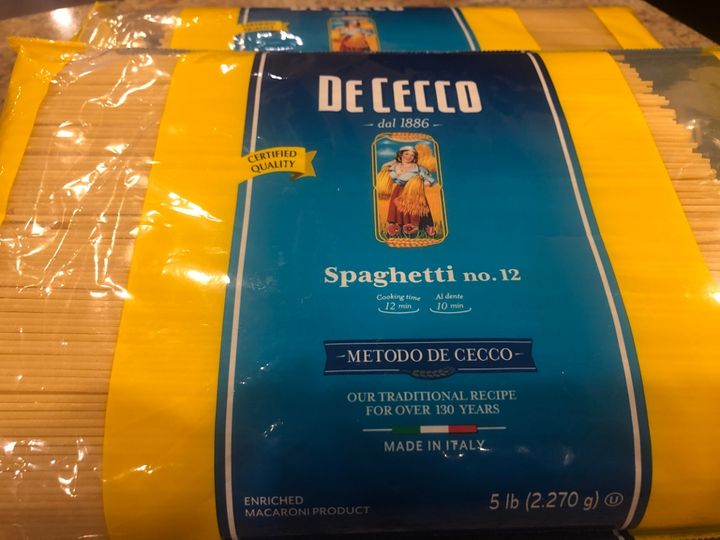 DE CECCO
dal 1886
CERTIFIED
QUALITY
Spaghetti no.12
Cooking time
12 min
Al dente
10 min
-METODO DE CECCO-
OUR TRADITIONAL RECIPE
FOR OVER 130 YEARS
MADE IN ITALY
ENRICHED
MACARONI PRODUCT
5 lb (2.270 g) U